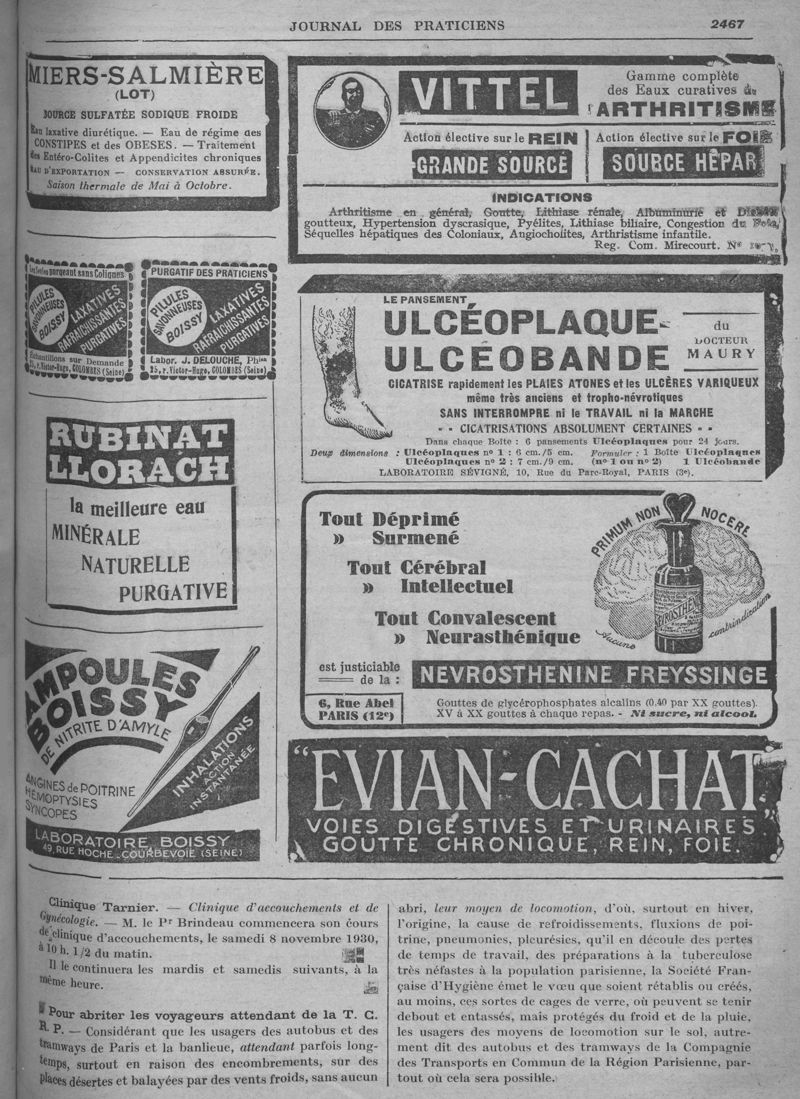 JOURNAL DES PRATICIENS
2467
MIERS-SALMIÈRE
(LOT)
SOURCE SULFATÉE SODIQUE FROIDE
Eau laxative diurétique. — Eau de régime des
CONSTIPES et des OBESES. — Traitement
des Entéro-Colites et Appendicites chroniques
EAU D'EXPORTATION — CONSERVATION ASSURÉE.
Saison thermale de Mai à Octobre.
VITTEL
Gamme complète
des Eaux curatives de
l'ARTHRITISME
Action élective sur le REIN
GRANDE SOURCE
Action élective sur le FOIE
SOURCE HÉPAR
INDICATIONS
Arthritisme en général, Goutte, Lithiase rénale, Albuminurie et
goutteux, Hypertension dyscrasique, Pyélites, Lithiase biliaire, Congestion du Foie,
Séquelles hépatiques des Coloniaux, Angiocholites, Arthristisme infantile.
Reg. Com. Mirecourt. N°
purgeant sans Coliques
PILULES
SAVONNEUSES
BOISSY
LAXATIVES
RAFRAICHISSANTES
PURGATIVES
Échantillons sur Demande
25, r. Victor-Hugo, COLOMBES (Seine)
PURGATIF DES PRATICIENS
PILULES
SAVONNEUSES
BOISSY
LAXATIVES
RAFRAICHISSANTES
PURGATIVES
Labor. J. DELOUCHE, Phien
25, r. Victor-Hugo, COLOMBES (Seine)
LE PANSEMENT
ULCÉOPLAQUE-
ULCÉOBANDE
du
DOCTEUR
MAURY
CICATRISE rapidement les PLAIES ATONES et les ULCÈRES VARIQUEUX
même très anciens et tropho-névrotiques
SANS INTERROMPRE ni le TRAVAIL ni la MARCHE
- - CICATRISATIONS ABSOLUMENT CERTAINES - -
Dans chaque Boîte : 6 pansements Ulcéoplaques pour 24 jours.
Deux dimensions : Ulcéoplaques n° 1 : 6 cm./5 cm. Formuler : 1 Boîte Ulcéoplaques
Ulcéoplaques n° 2 : 7 cm./9 cm. (n° 1 ou n° 2) 1 Ulcéobande
LABORATOIRE SÉVIGNÉ, 10, Rue du Parc-Royal, PARIS (3e).
RUBINAT
LLORACH
la meilleure eau
MINÉRALE
NATURELLE
PURGATIVE
Tout Déprimé
» Surmené
Tout Cérébral
» Intellectuel
Tout Convalescent
» Neurasthénique
PRIMUM NON NOCERE
NEVROSTHÉNINE
Aucune contrindication
est justiciable
de la :
NEVROSTHENINE FREYSSINGE
6, Rue Abel
PARIS (12e)
Gouttes de glycérophosphates alcalins (0.40 par XX gouttes).
XV à XX gouttes à chaque repas. - Ni sucre, ni alcool.
AMPOULES
BOISSY
DE NITRITE D'AMYLE
INHALATIONS
ACTION
INSTANTANÉE
ANGINES de POITRINE
HÉMOPTYSIES
SYNCOPES
LABORATOIRE BOISSY
49, RUE HOCHE - COURBEVOIE (SEINE)
"EVIAN-CACHAT"
VOIES DIGESTIVES ET URINAIRES
GOUTTE CHRONIQUE, REIN, FOIE.
Clinique Tarnier. — Clinique d'accouchements et de
Gynécologie. — M. le Pr Brindeau commencera son cours
de clinique d'accouchements, le samedi 8 novembre 1930,
à 10 h. 1/2 du matin.
Il le continuera les mardis et samedis suivants, à la
même heure.
Pour abriter les voyageurs attendant de la T. C.
R. P. — Considérant que les usagers des autobus et des
tramways de Paris et la banlieue, attendant parfois long-
temps, surtout en raison des encombrements, sur des
places désertes et balayées par des vents froids, sans aucun
abri, leur moyen de locomotion, d'où, surtout en hiver,
l'origine, la cause de refroidissements, fluxions de poi-
trine, pneumonies, pleurésies, qu'il en découle des pertes
de temps de travail, des préparations à la tuberculose
très néfastes à la population parisienne, la Société Fran-
çaise d'Hygiène émet le vœu que soient rétablis ou créés,
au moins, ces sortes de cages de verre, où peuvent se tenir
debout et entassés, mais protégés du froid et de la pluie,
les usagers des moyens de locomotion sur le sol, autre-
ment dit des autobus et des tramways de la Compagnie
des Transports en Commun de la Région Parisienne, par-
tout où cela sera possible.